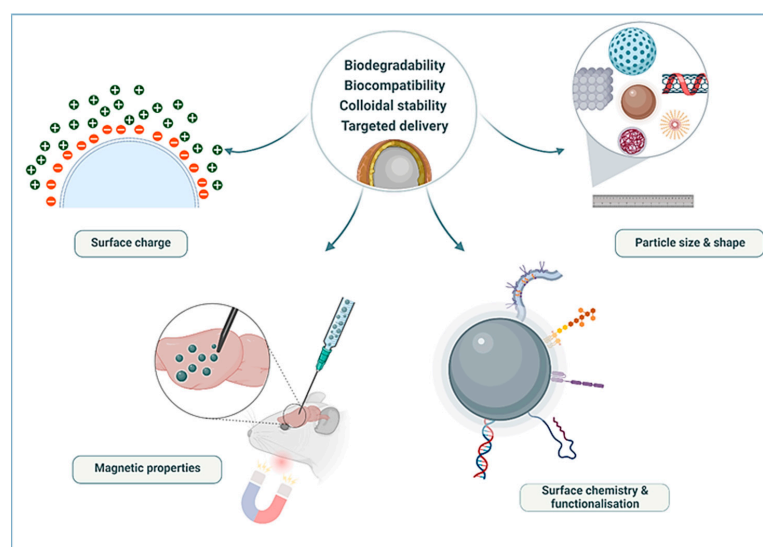 Biodegradability
Biocompatibility
Colloidal stability
Targeted delivery
Surface charge
Particle size & shape
Magnetic properties
Surface chemistry &
functionalisation